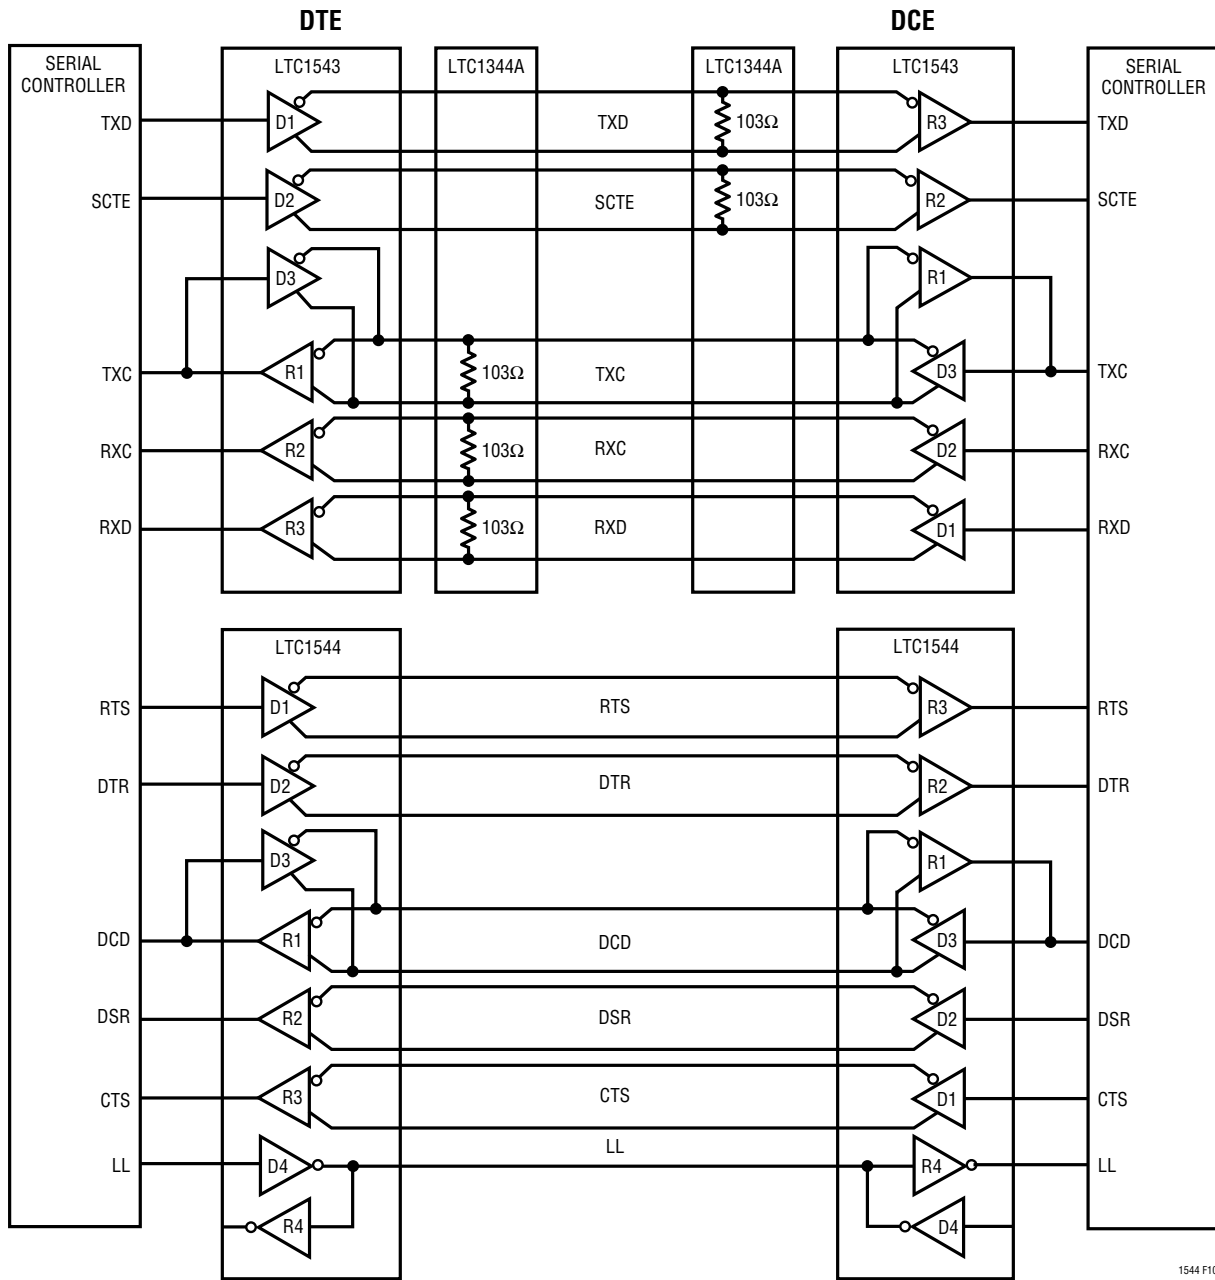 DTE
DCE
SERIAL
CONTROLLER
LTC1543
LTC1344A
LTC1344A
LTC1543
SERIAL
CONTROLLER
TXD
D1
TXD
103Ω
R3
TXD
SCTE
D2
SCTE
103Ω
R2
SCTE
D3
R1
TXC
R1
103Ω
TXC
D3
TXC
RXC
R2
103Ω
RXC
D2
RXC
RXD
R3
103Ω
RXD
D1
RXD
LTC1544
LTC1544
RTS
D1
RTS
R3
RTS
DTR
D2
DTR
R2
DTR
D3
R1
DCD
R1
DCD
D3
DCD
DSR
R2
DSR
D2
DSR
CTS
R3
CTS
D1
CTS
LL
D4
LL
R4
LL
R4
D4